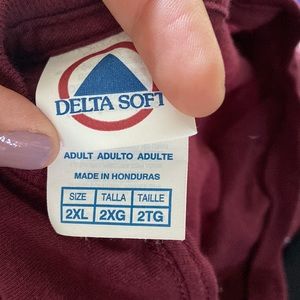 DELTA SOFT
ADULT ADULTO ADULTE
MADE IN HONDURAS
SIZE TALLA TAILLE
2XL 2XG 2TG